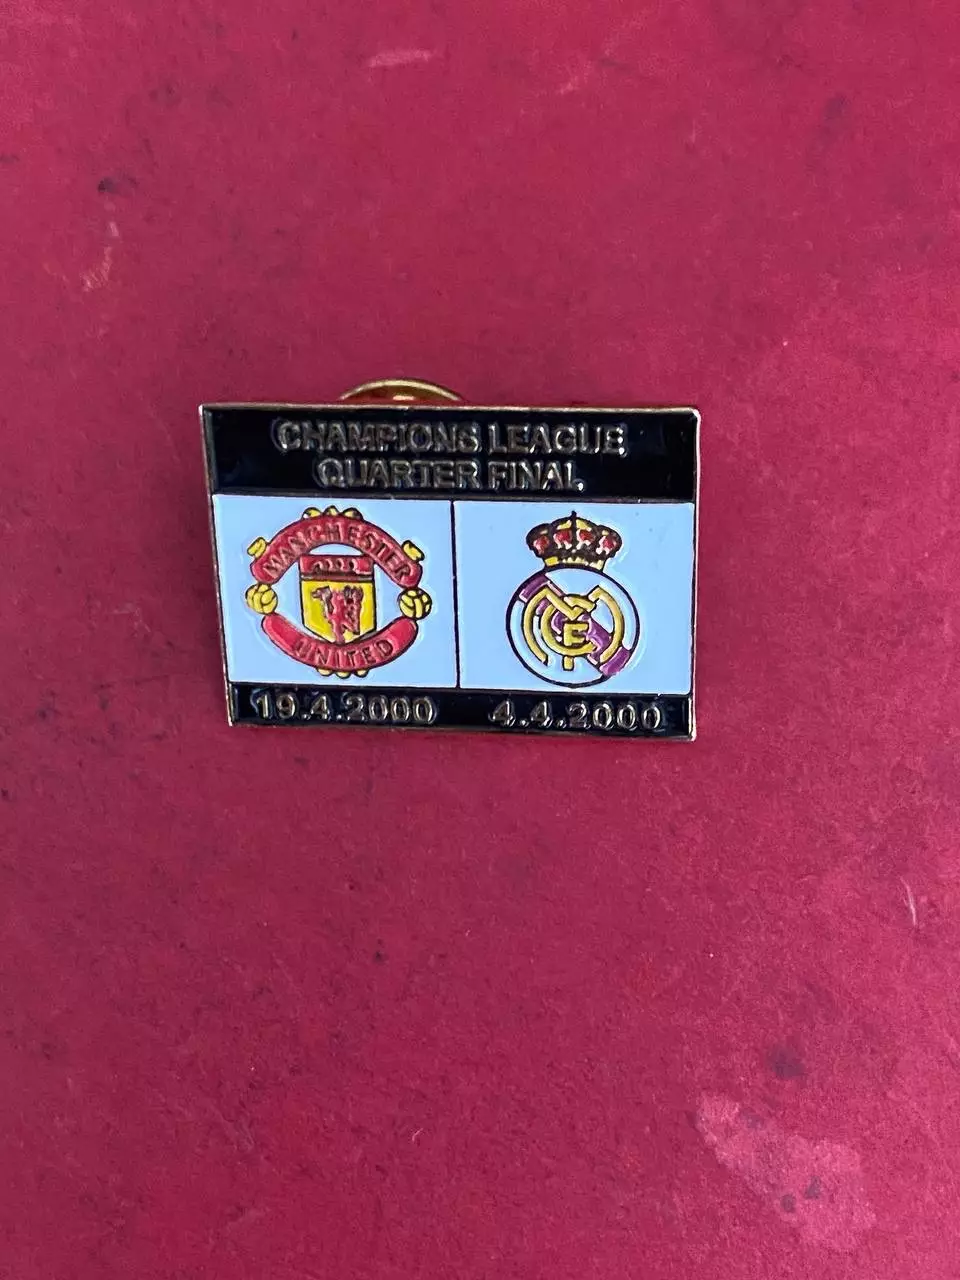 CHAMPIONS LEAGUE
QUARTER FINAL
MANCHESTER
UNITED
19.4.2000
4.4.2000